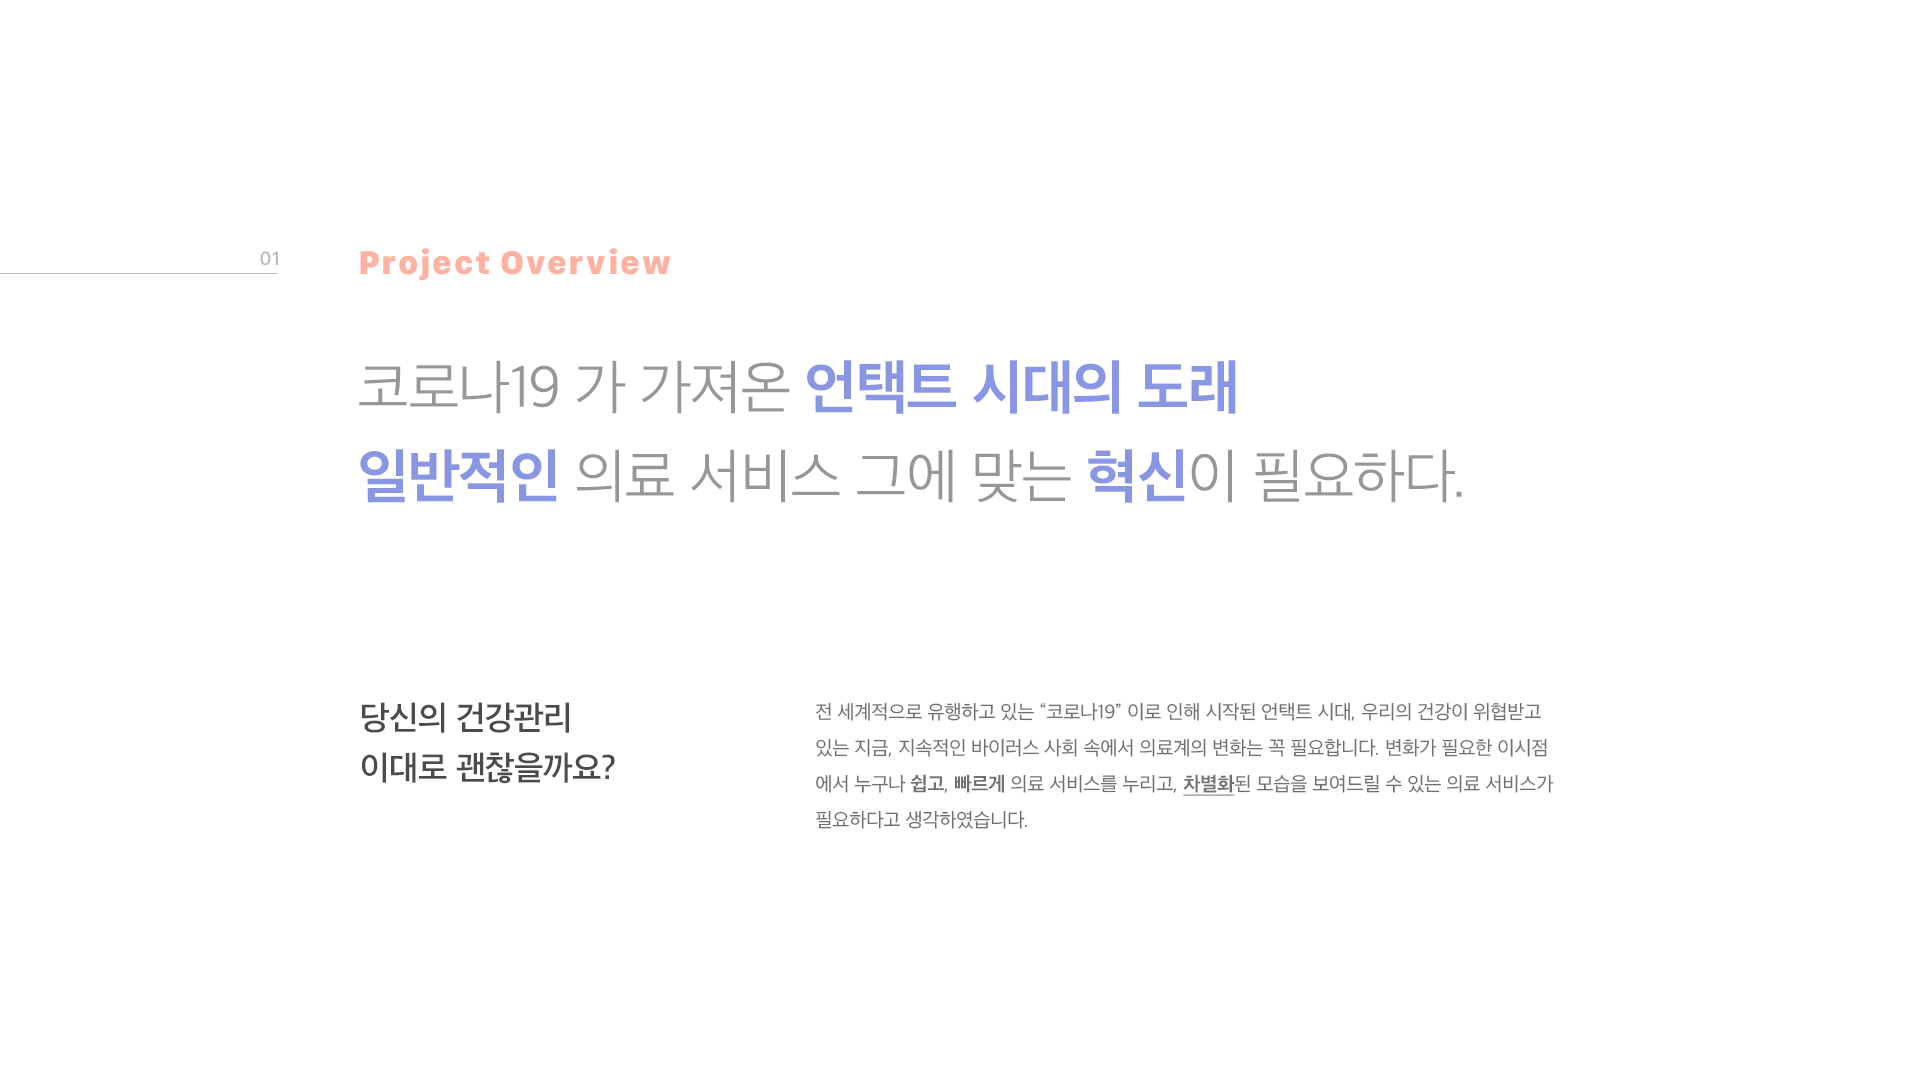 01
Project Overview
코로나19 가 가져온 언택트 시대의 도래
일반적인 의료 서비스 그에 맞는 혁신이 필요하다.
당신의 건강관리
이대로 괜찮을까요?
전 세계적으로 유행하고 있는 “코로나19” 이로 인해 시작된 언택트 시대, 우리의 건강이 위협받고
있는 지금, 지속적인 바이러스 사회 속에서 의료계의 변화는 꼭 필요합니다. 변화가 필요한 이시점
에서 누구나 쉽고, 빠르게 의료 서비스를 누리고, 차별화된 모습을 보여드릴 수 있는 의료 서비스가
필요하다고 생각하였습니다.